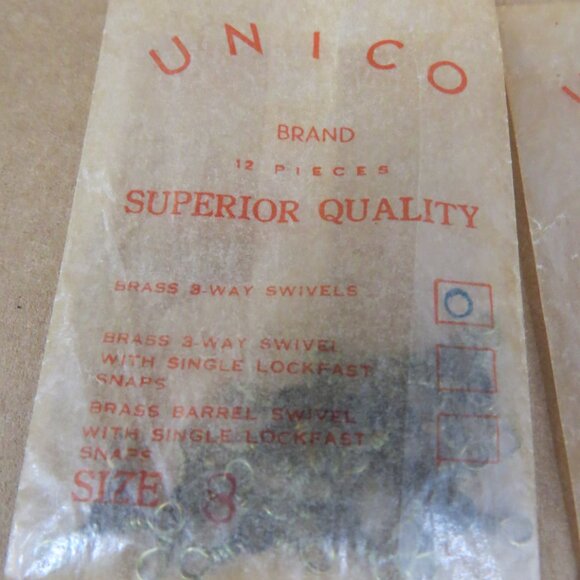 UNICO
BRAND
12 PIECES
SUPERIOR QUALITY
BRASS 3-WAY SWIVELS
BRASS 3-WAY SWIVEL
WITH SINGLE LOCKFAST
SNAPS
BRASS BARREL SWIVEL
WITH SINGLE LOCKFAST
SNAPS
SIZE 8